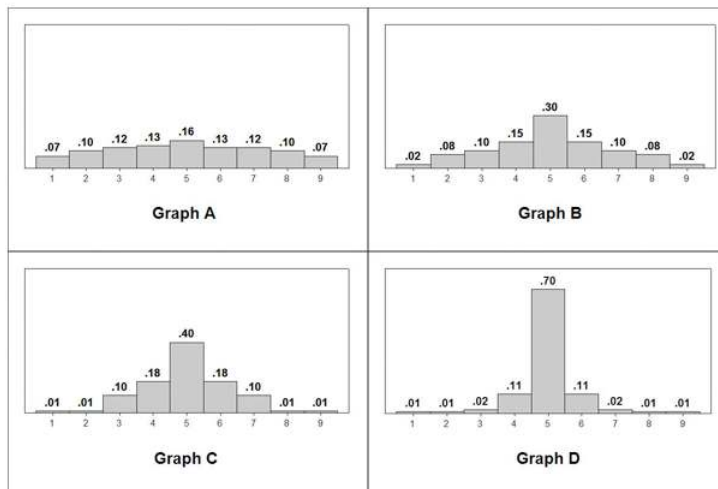 .07 .10 .12 .13 .16 .13 .12 .10 .07
1 2 3 4 5 6 7 8 9
Graph A
.02 .08 .10 .15 .30 .15 .10 .08 .02
1 2 3 4 5 6 7 8 9
Graph B
.01 .01 .10 .18 .40 .18 .10 .01 .01
1 2 3 4 5 6 7 8 9
Graph C
.01 .01 .02 .11 .70 .11 .02 .01 .01
1 2 3 4 5 6 7 8 9
Graph D